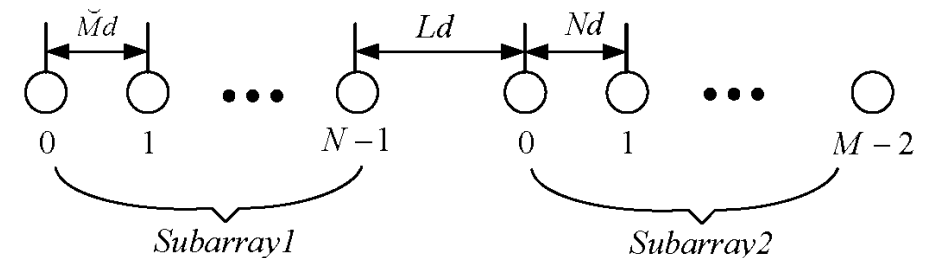 M̆d Ld Nd
0 1 ••• N−1 0 1 ••• M−2
Subarray1 Subarray2